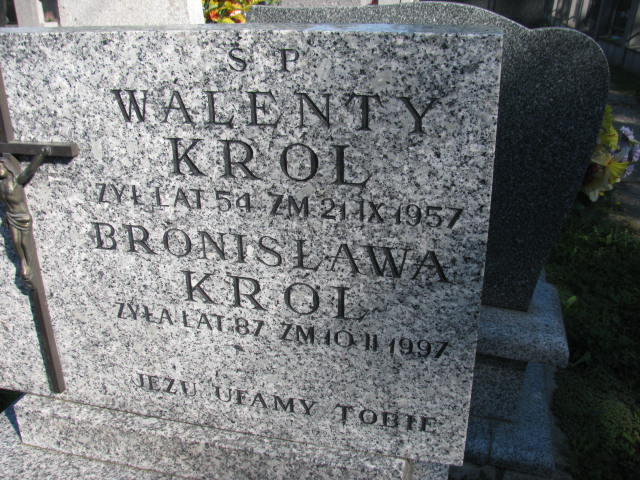 Ś P
WALENTY
KRÓL
ŻYŁ LAT 54 ZM 21 IX 1957
BRONISŁAWA
KRÓL
ŻYŁA LAT 87 ZM 10 II 1997
JEZU UFAMY TOBIE